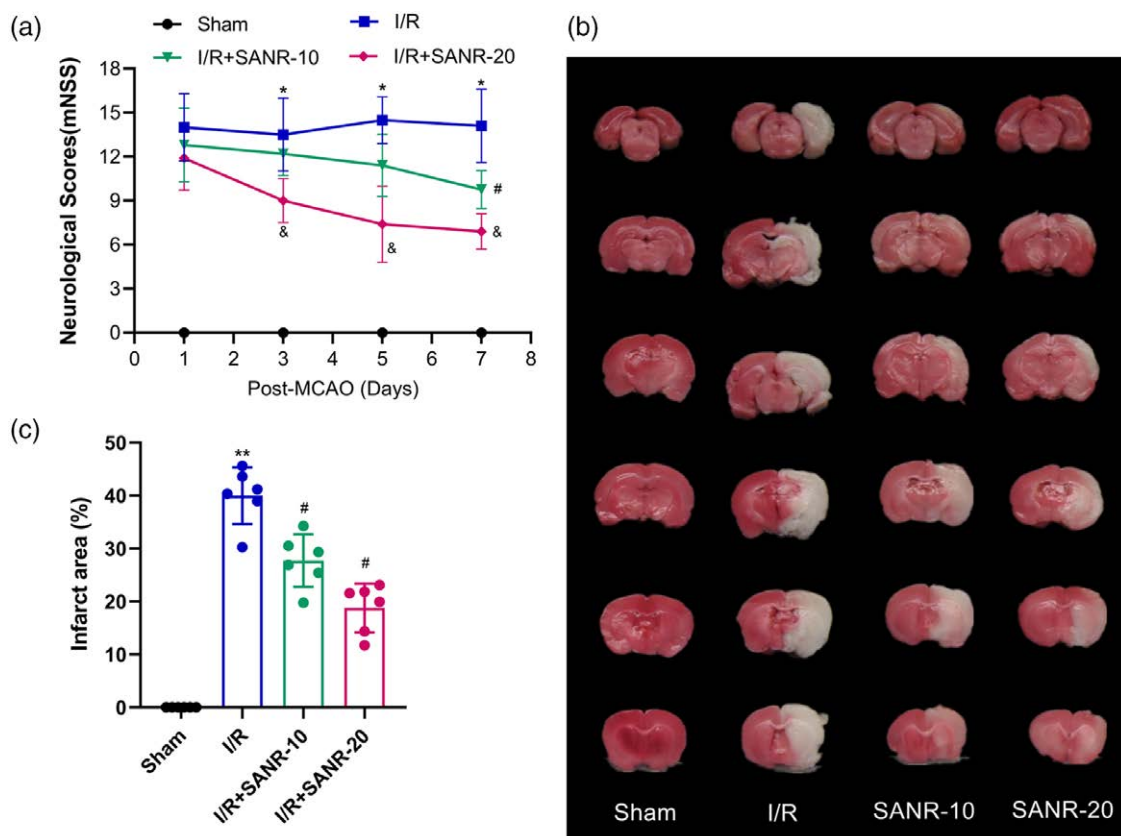 (a)
Sham
I/R
I/R+SANR-10
I/R+SANR-20
Neurological Scores(mNSS)
18
15
12
9
6
3
0
* * *
#
& & &
0 1 2 3 4 5 6 7 8
Post-MCAO (Days)
(b)
Sham I/R SANR-10 SANR-20
(c)
Infarct area (%)
50
40
30
20
10
0
**
#
#
Sham
I/R
I/R+SANR-10
I/R+SANR-20